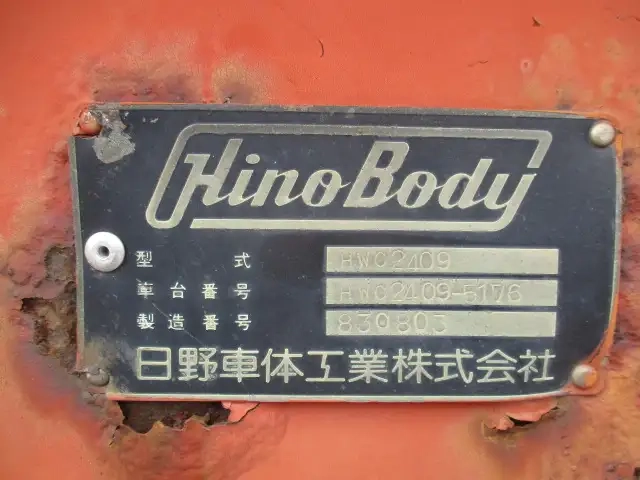 HinoBody
型式 HWC2409
車台番号 HWC2409-5176
製造番号 830803
日野車体工業株式会社